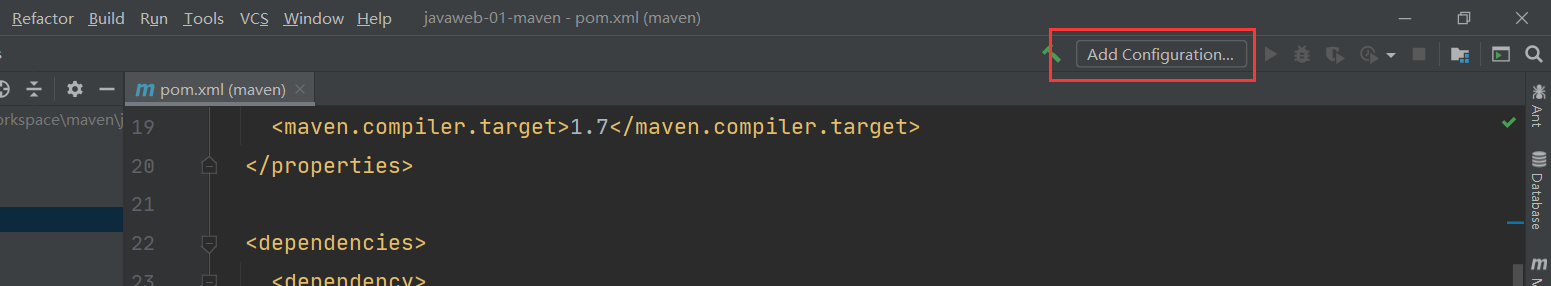 Refactor Build Run Tools VCS Window Help javaweb-01-maven - pom.xml (maven)
Add Configuration...
orkspace\maven\j
pom.xml (maven)
19 <maven.compiler.target>1.7</maven.compiler.target>
20 </properties>
21
22 <dependencies>
23 <dependency>
Ant
Database